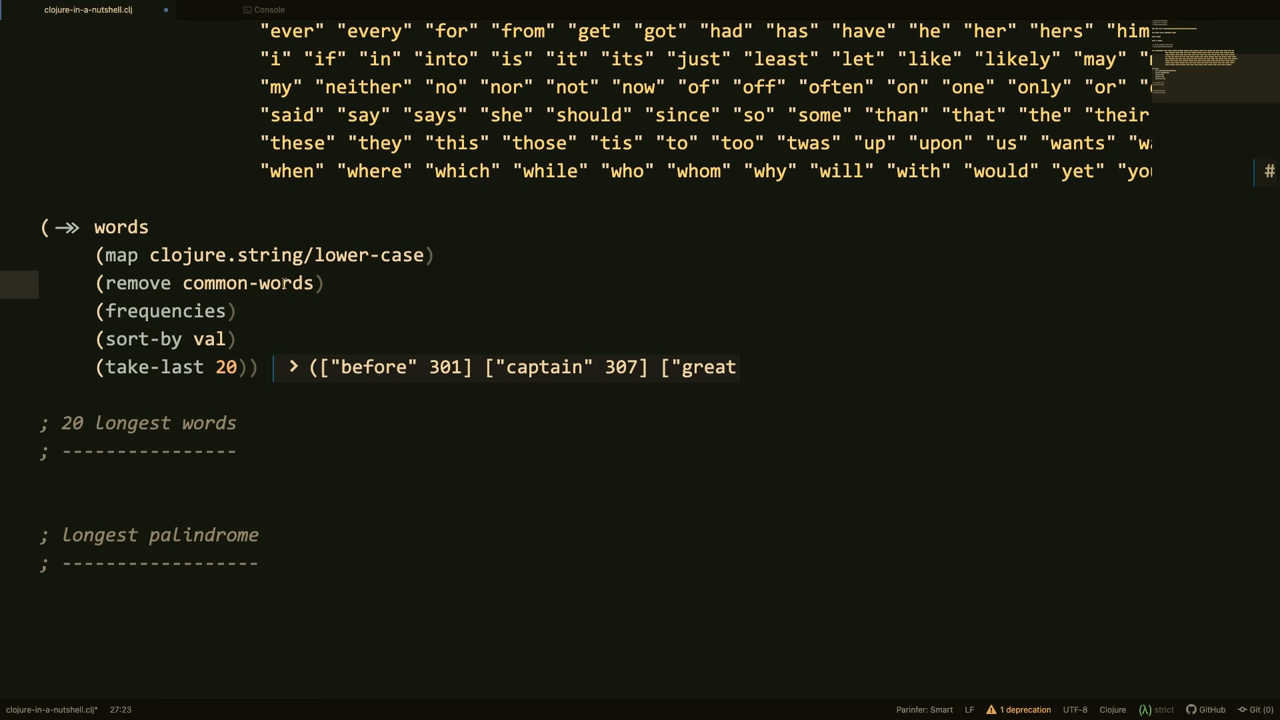 clojure-in-a-nutshell.clj Console
"ever" "every" "for" "from" "get" "got" "had" "has" "have" "he" "her" "hers" "him
"i" "if" "in" "into" "is" "it" "its" "just" "least" "let" "like" "likely" "may"
"my" "neither" "no" "nor" "not" "now" "of" "off" "often" "on" "one" "only" "or"
"said" "say" "says" "she" "should" "since" "so" "some" "than" "that" "the" "their
"these" "they" "this" "those" "tis" "to" "too" "twas" "up" "upon" "us" "wants"
"when" "where" "which" "while" "who" "whom" "why" "will" "with" "would" "yet" "you #
(->> words
(map clojure.string/lower-case)
(remove common-words)
(frequencies)
(sort-by val)
(take-last 20)) > (["before" 301] ["captain" 307] ["great
; 20 longest words
; ----------------
; longest palindrome
; ------------------
clojure-in-a-nutshell.clj* 27:23 Parinfer: Smart LF 1 deprecation UTF-8 Clojure (λ) strict GitHub Git (0)